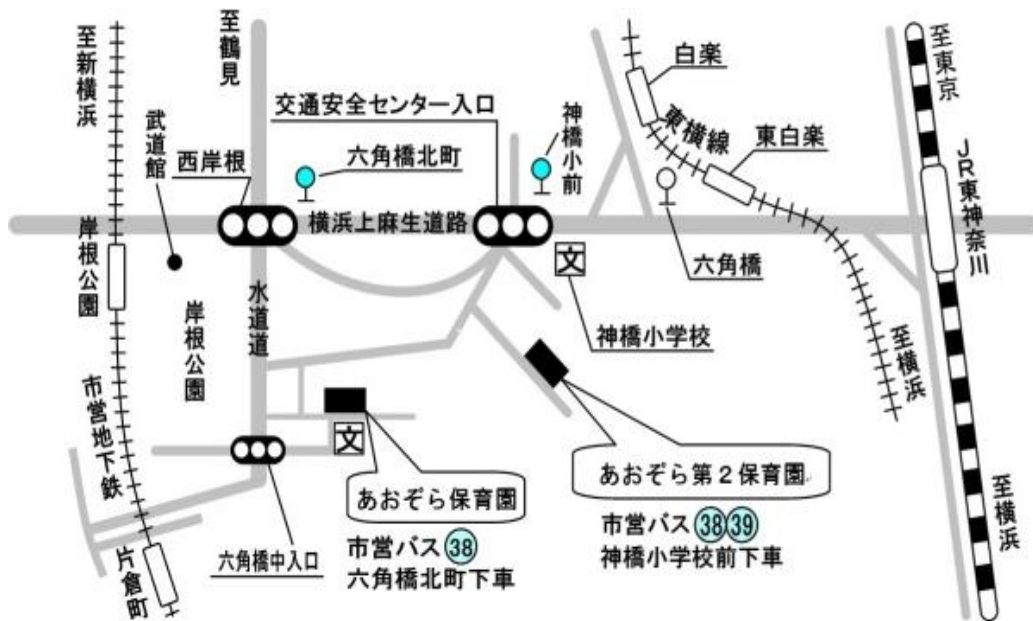 至新横浜
至鶴見
武道館
西岸根
交通安全センター入口
六角橋北町
神橋小前
白楽
東横線
東白楽
至東京
JR東神奈川
岸根公園
横浜上麻生道路
六角橋
文
神橋小学校
水道道
岸根公園
市営地下鉄
至横浜
文
あおぞら保育園
あおぞら第2保育園
市営バス 38
六角橋北町下車
市営バス 38 39
神橋小学校前下車
六角橋中入口
片倉町
至横浜